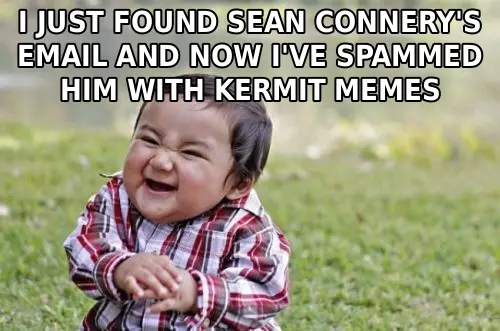 I JUST FOUND SEAN CONNERY'S
EMAIL AND NOW I'VE SPAMMED
HIM WITH KERMIT MEMES